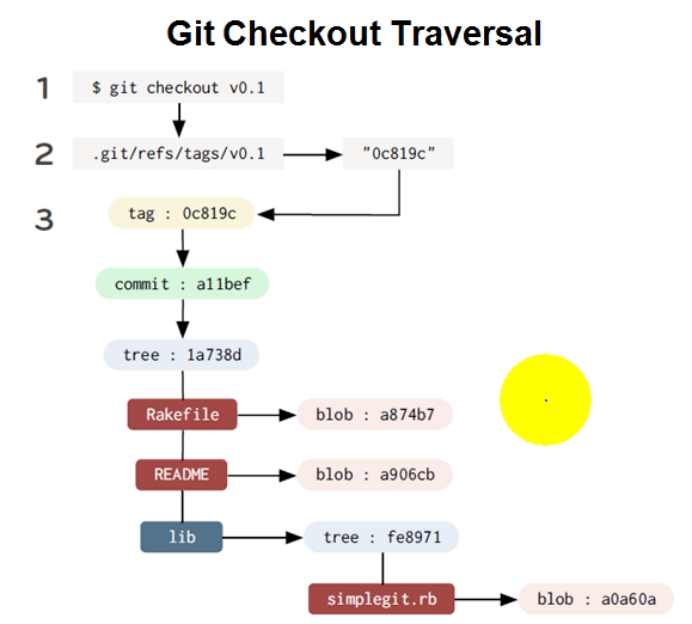 Git Checkout Traversal
1 $ git checkout v0.1
2 .git/refs/tags/v0.1 "0c819c"
3 tag : 0c819c
commit : a11bef
tree : 1a738d
Rakefile blob : a874b7
README blob : a906cb
lib tree : fe8971
simplegit.rb blob : a0a60a